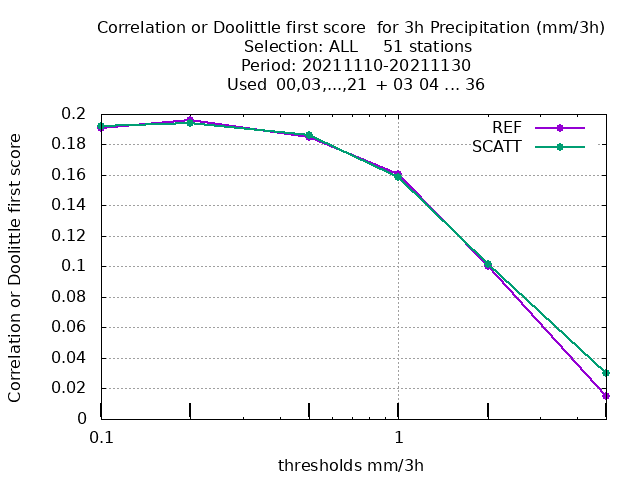 Correlation or Doolittle first score for 3h Precipitation (mm/3h)
Selection: ALL 51 stations
Period: 20211110-20211130
Used 00,03,...,21 + 03 04 ... 36
REF
SCATT
Correlation or Doolittle first score
0.2
0.18
0.16
0.14
0.12
0.1
0.08
0.06
0.04
0.02
0
0.1
1
thresholds mm/3h